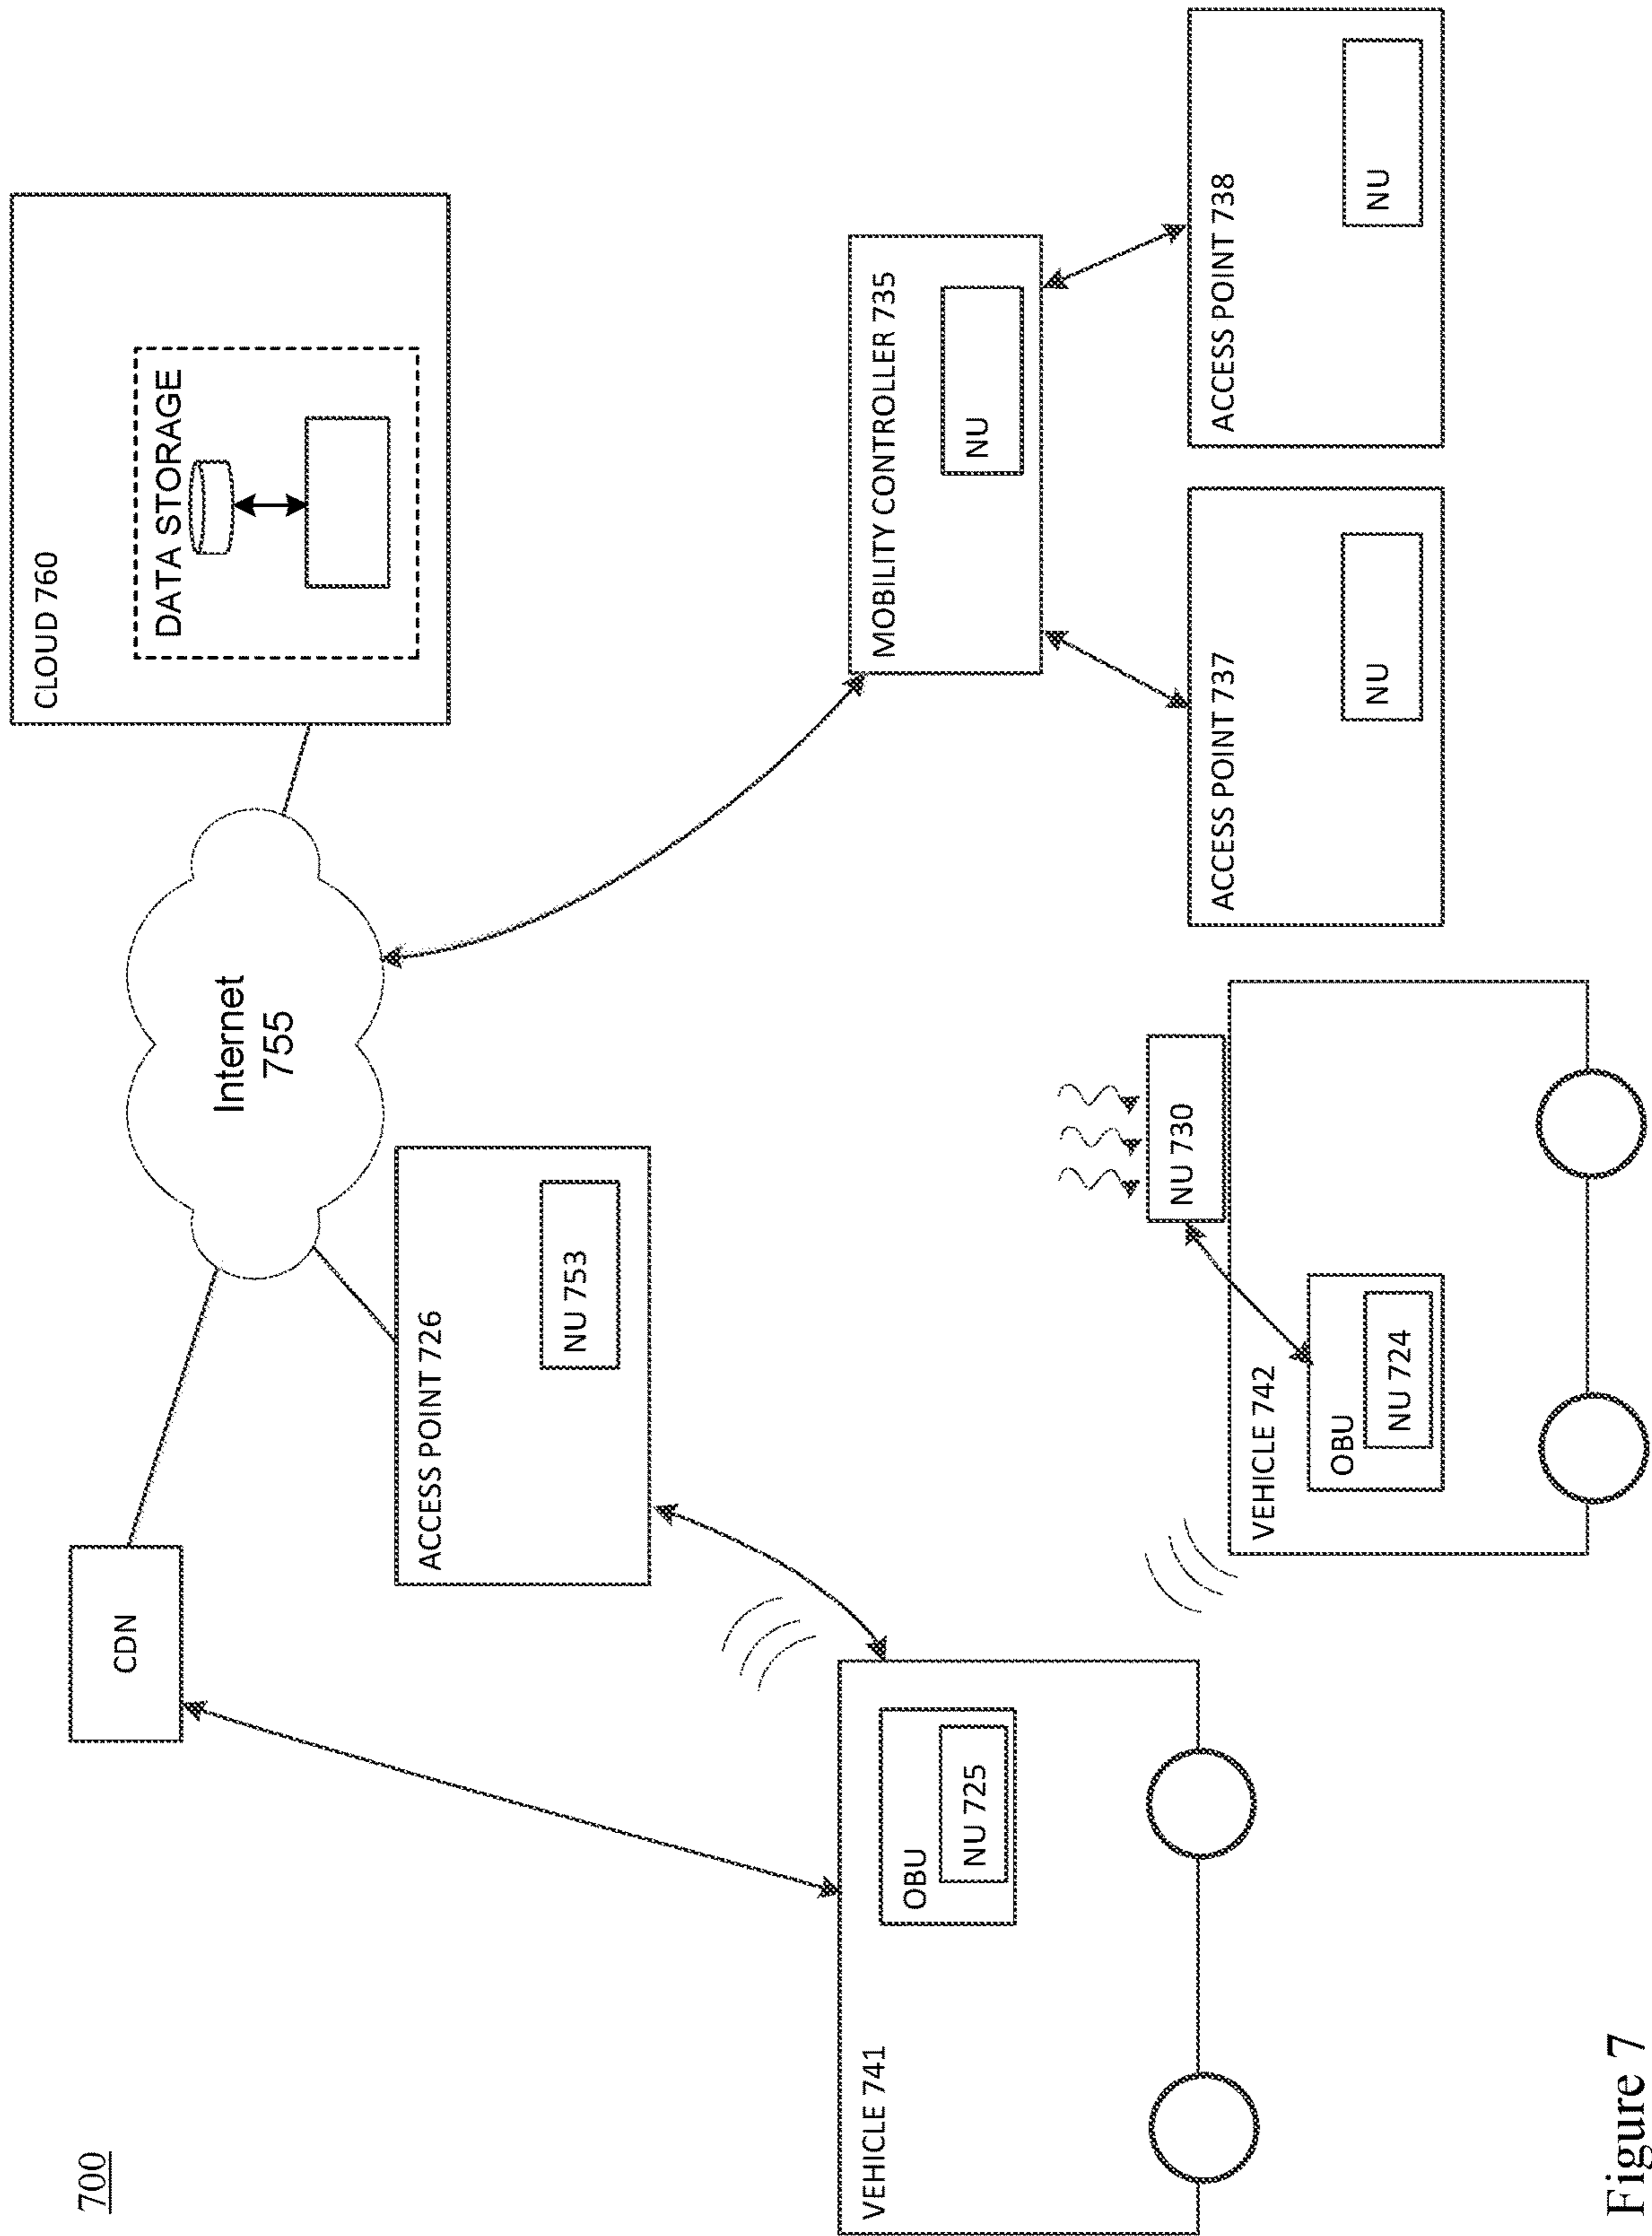 700
CDN
Internet
755
CLOUD 760
DATA STORAGE
ACCESS POINT 726
NU 753
VEHICLE 741
OBU
NU 725
MOBILITY CONTROLLER 735
NU
VEHICLE 742
OBU
NU 724
NU 730
ACCESS POINT 737
NU
ACCESS POINT 738
NU
Figure 7